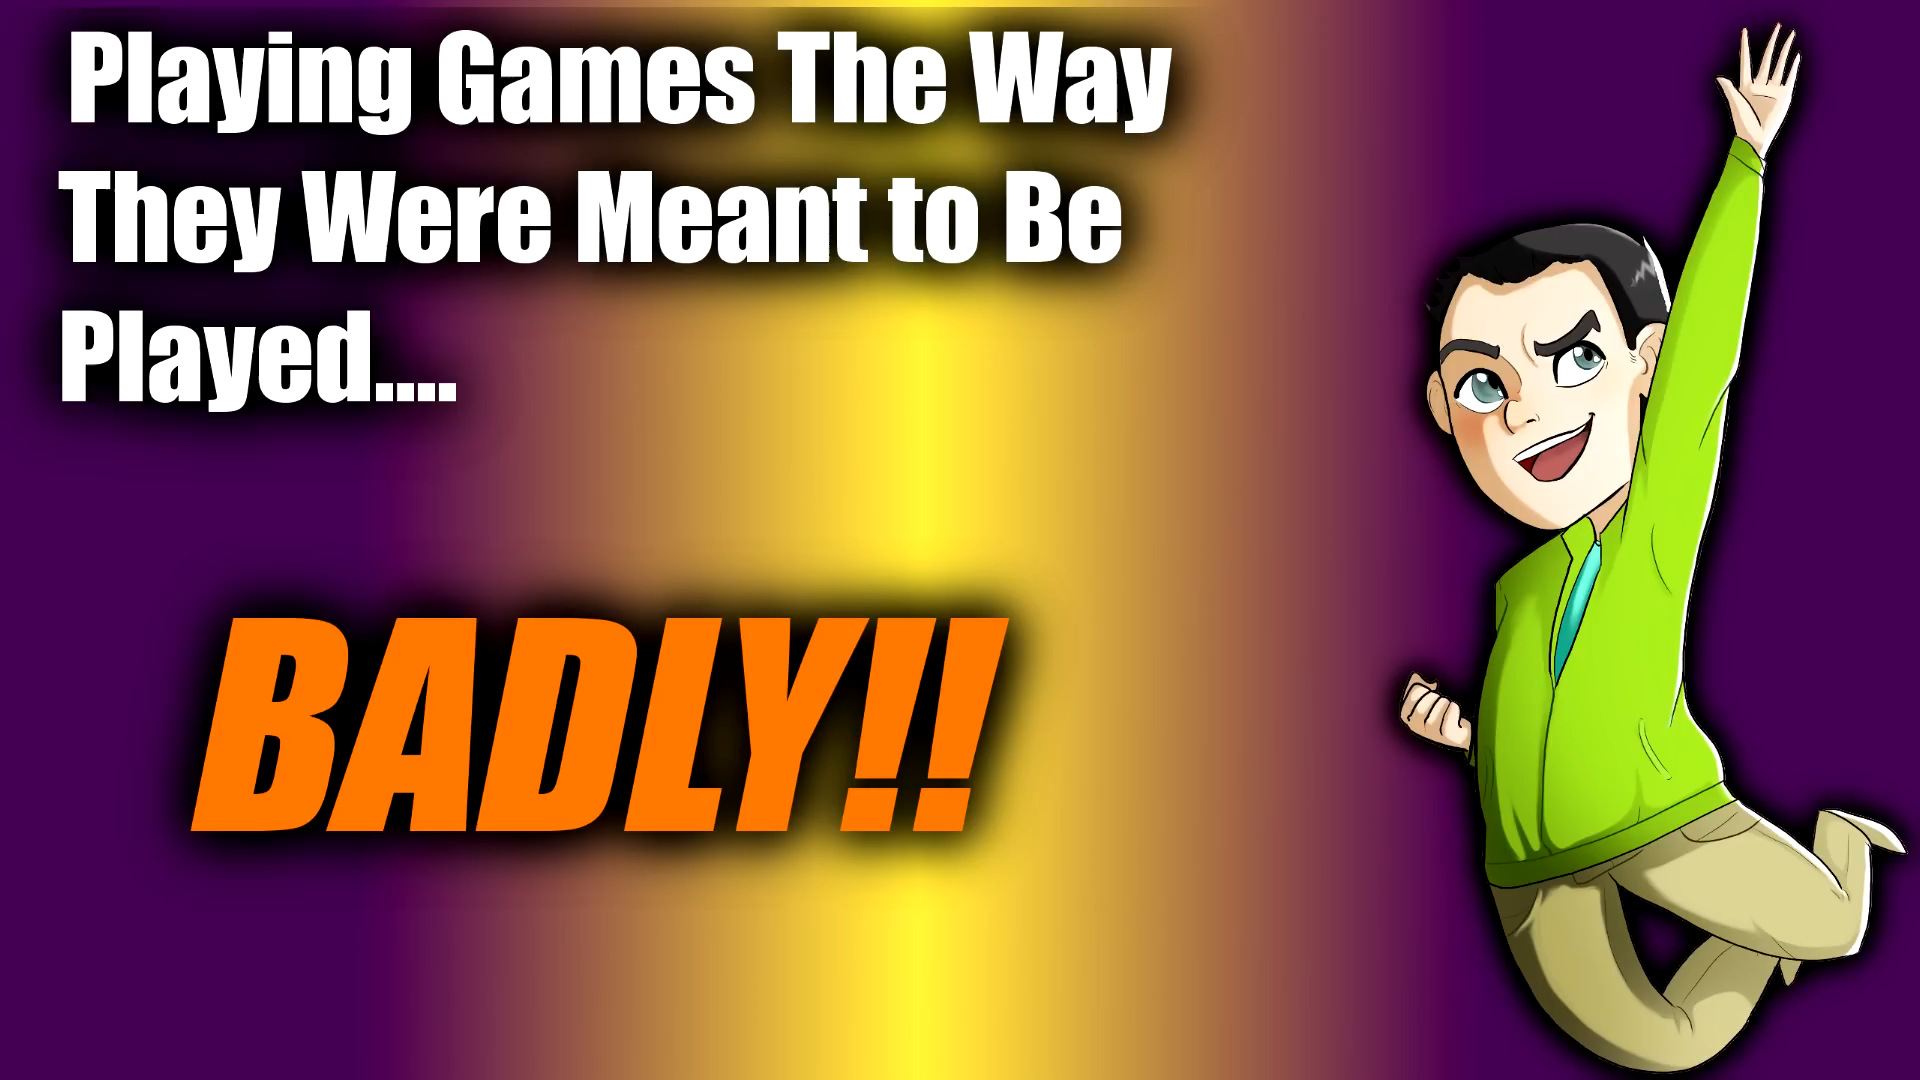 Playing Games The Way
They Were Meant to Be
Played....
BADLY!!